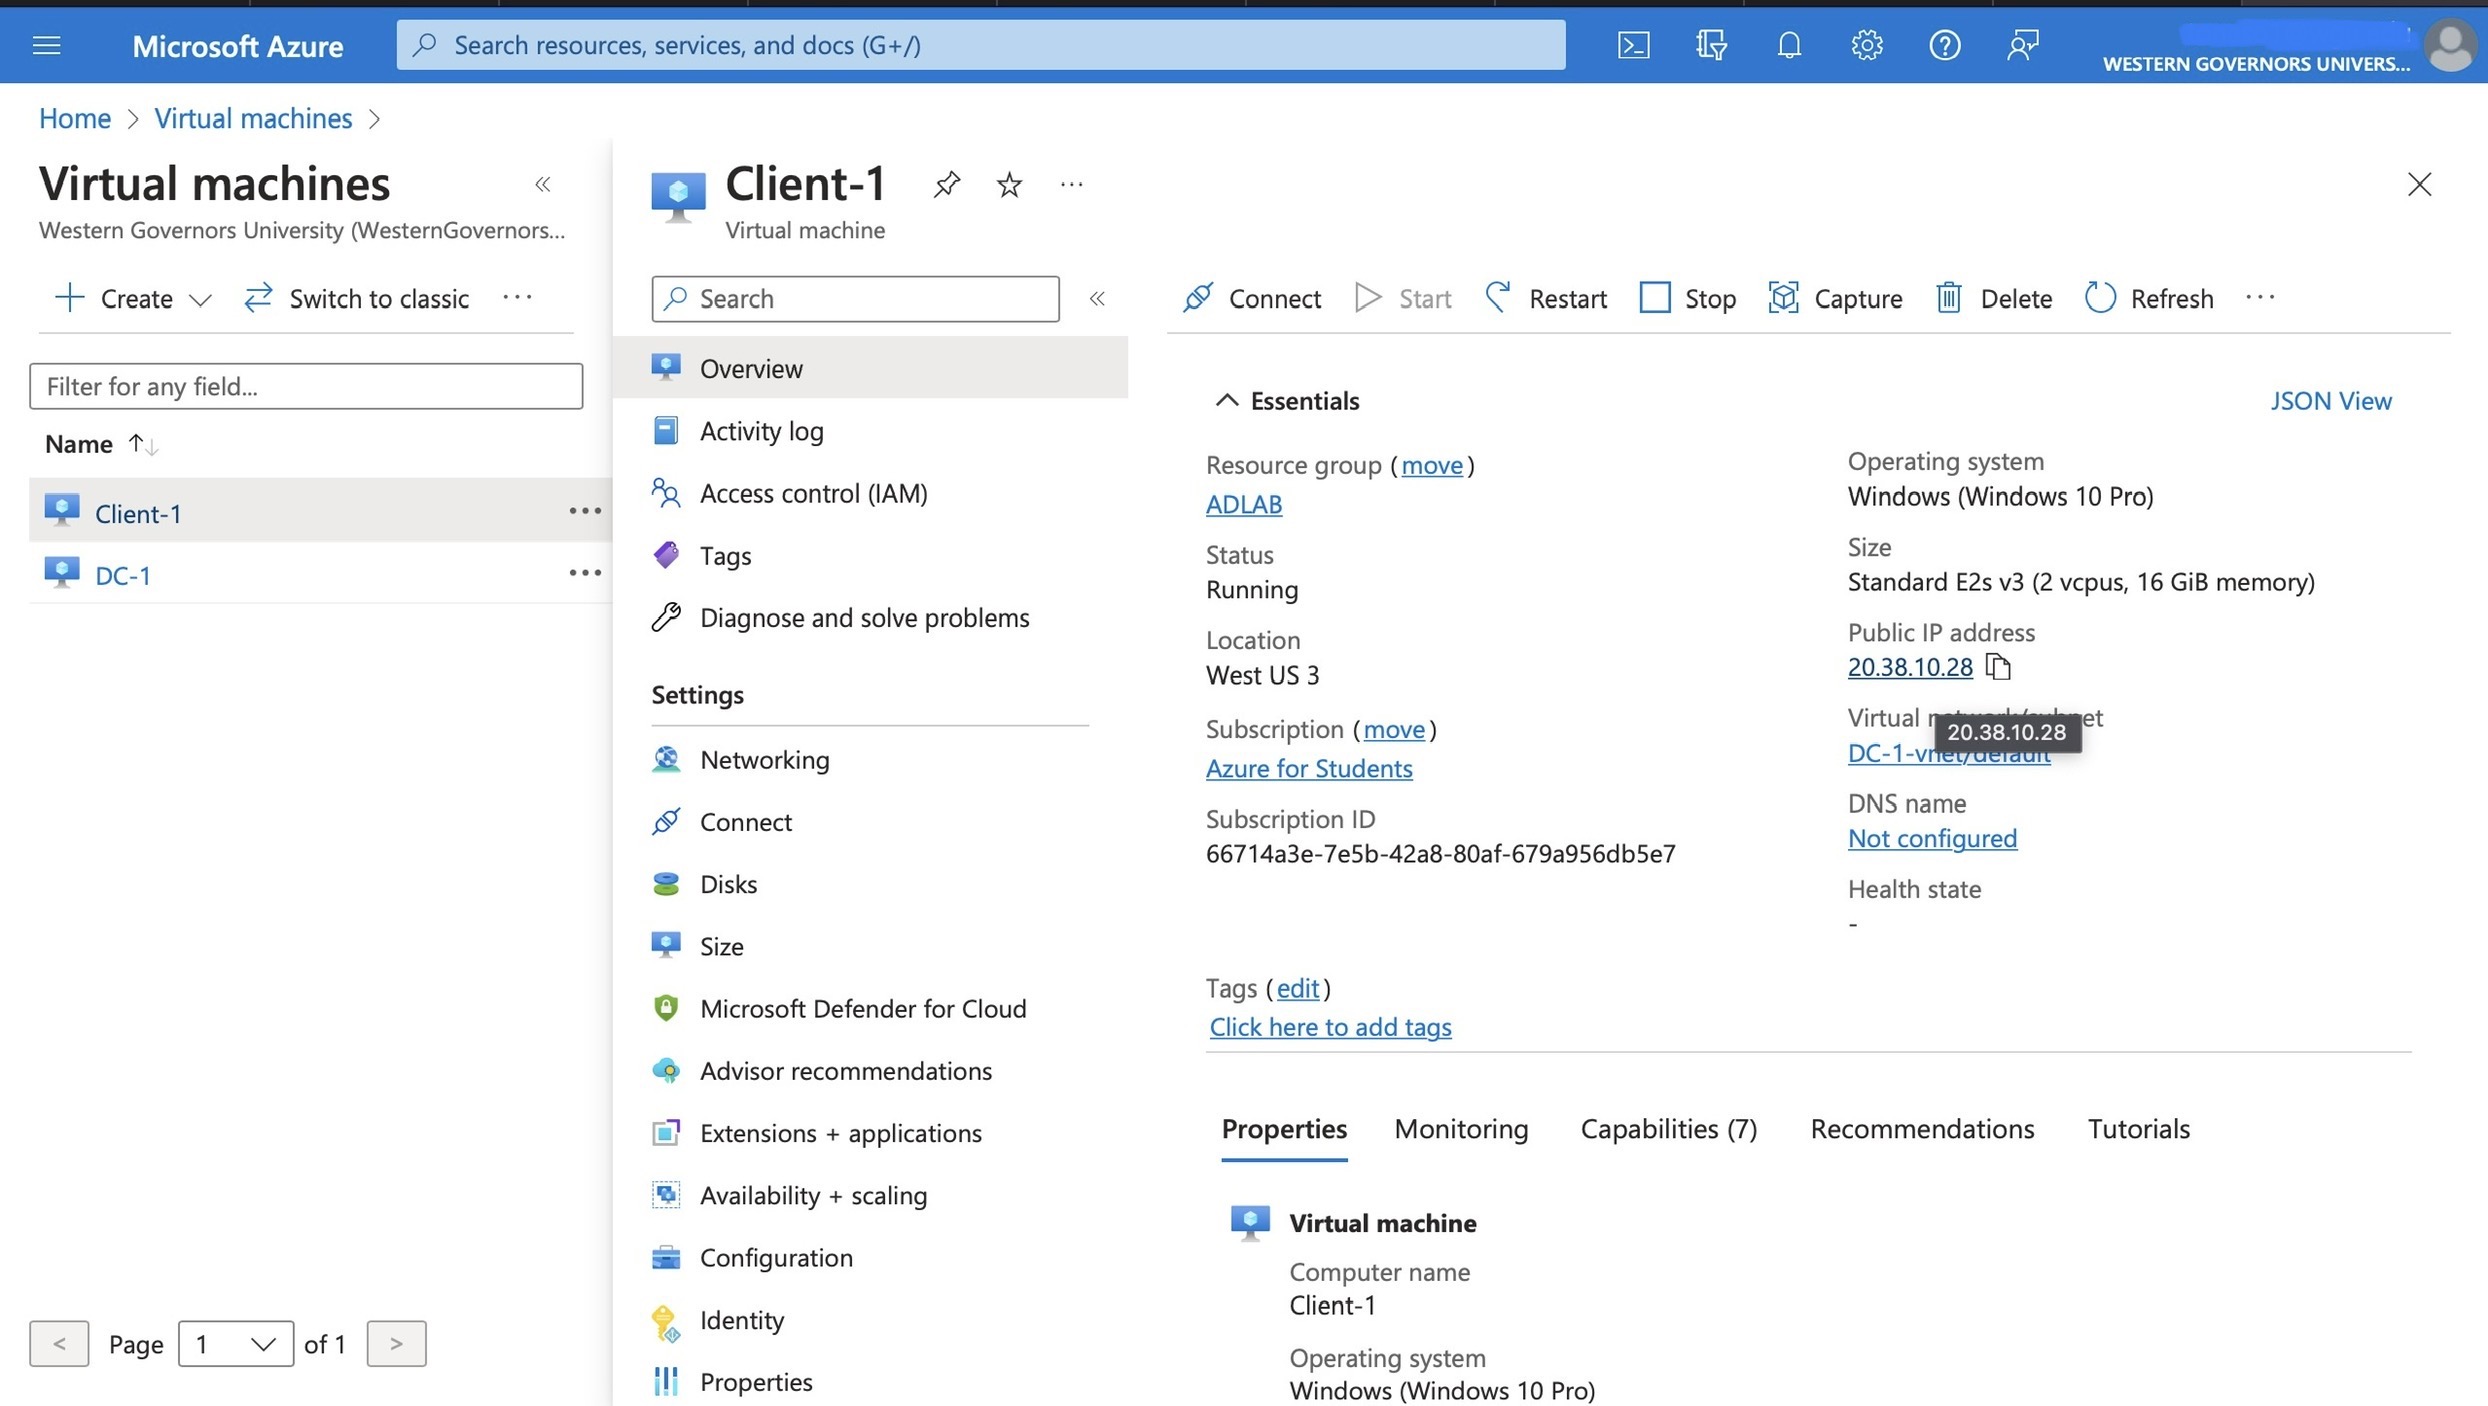 Microsoft Azure
Search resources, services, and docs (G+/)
WESTERN GOVERNORS UNIVERS...
Home > Virtual machines >
Virtual machines
Western Governors University (WesternGovernors...
Create
Switch to classic
Filter for any field...
Name
Client-1
DC-1
Page 1 of 1
Client-1
Virtual machine
Search
Overview
Activity log
Access control (IAM)
Tags
Diagnose and solve problems
Settings
Networking
Connect
Disks
Size
Microsoft Defender for Cloud
Advisor recommendations
Extensions + applications
Availability + scaling
Configuration
Identity
Properties
Connect Start Restart Stop Capture Delete Refresh
Essentials
JSON View
Resource group (move)
ADLAB
Status
Running
Location
West US 3
Subscription (move)
Azure for Students
Subscription ID
66714a3e-7e5b-42a8-80af-679a956db5e7
Operating system
Windows (Windows 10 Pro)
Size
Standard E2s v3 (2 vcpus, 16 GiB memory)
Public IP address
20.38.10.28
Virtual
20.38.10.28
DC-1-vnet/default
DNS name
Not configured
Health state
-
Tags (edit)
Click here to add tags
Properties Monitoring Capabilities (7) Recommendations Tutorials
Virtual machine
Computer name
Client-1
Operating system
Windows (Windows 10 Pro)